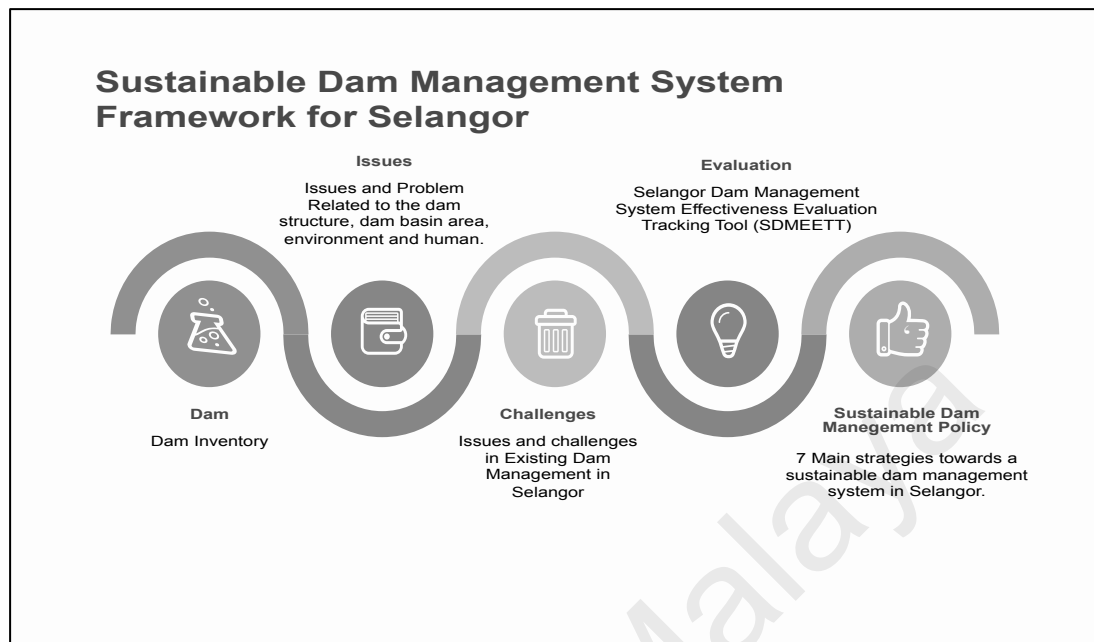 Sustainable Dam Management System
Framework for Selangor
Issues
Issues and Problem
Related to the dam
structure, dam basin area,
environment and human.
Evaluation
Selangor Dam Management
System Effectiveness Evaluation
Tracking Tool (SDMEETT)
Dam
Dam Inventory
Challenges
Issues and challenges
in Existing Dam
Management in
Selangor
Sustainable Dam
Manegement Policy
7 Main strategies towards a
sustainable dam management
system in Selangor.
Malaya